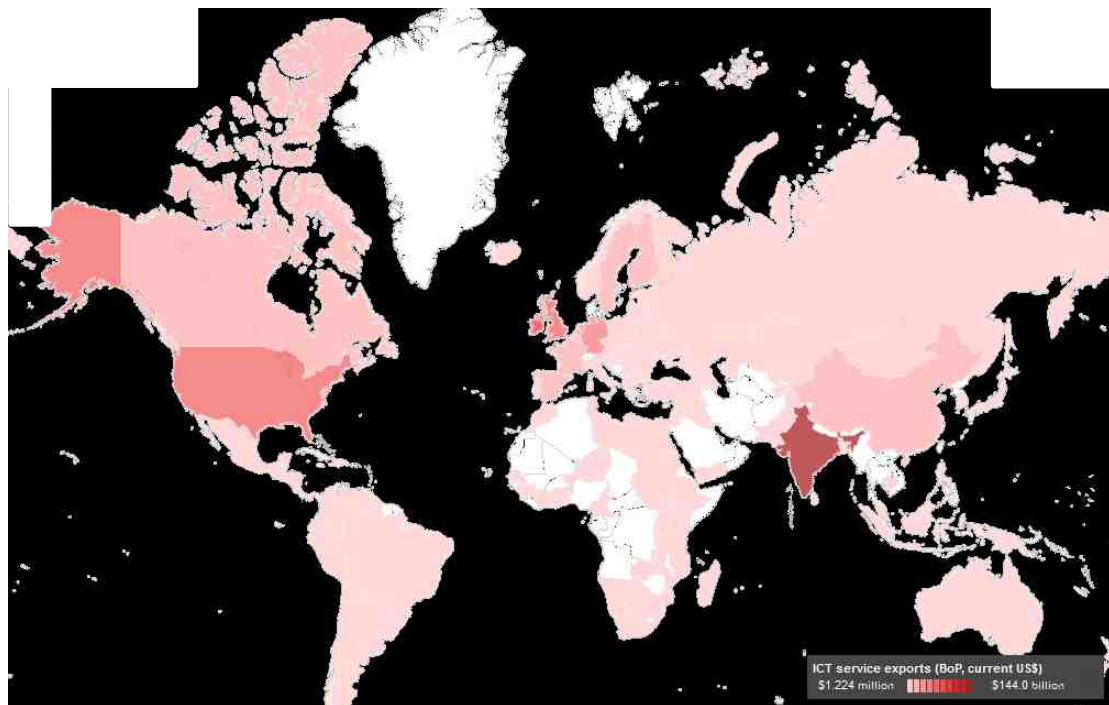 ICT service exports (BoP, current US$)
$1.224 million $144.0 billion